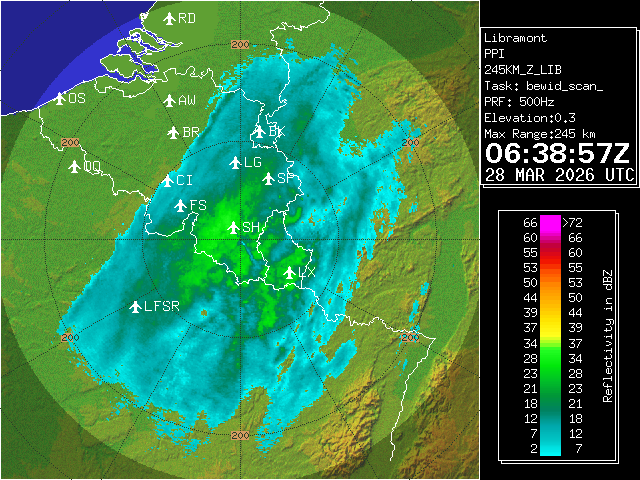 RD
200
OS
AW
BR
BK
200
200
QQ
LG
CI
SP
FS
SH
LX
LFSR
200
200
200
Libramont
PPI
245KM_Z_LIB
Task: bewid_scan_
PRF: 500Hz
Elevation:0.3
Max Range:245 km
06:38:57Z
28 MAR 2026 UTC
66 >72
60 66
55 60
53 55
50 53
44 50
39 44
37 39
34 37
28 34
23 28
21 23
18 21
12 18
7 12
2 7
Reflectivity in dBZ